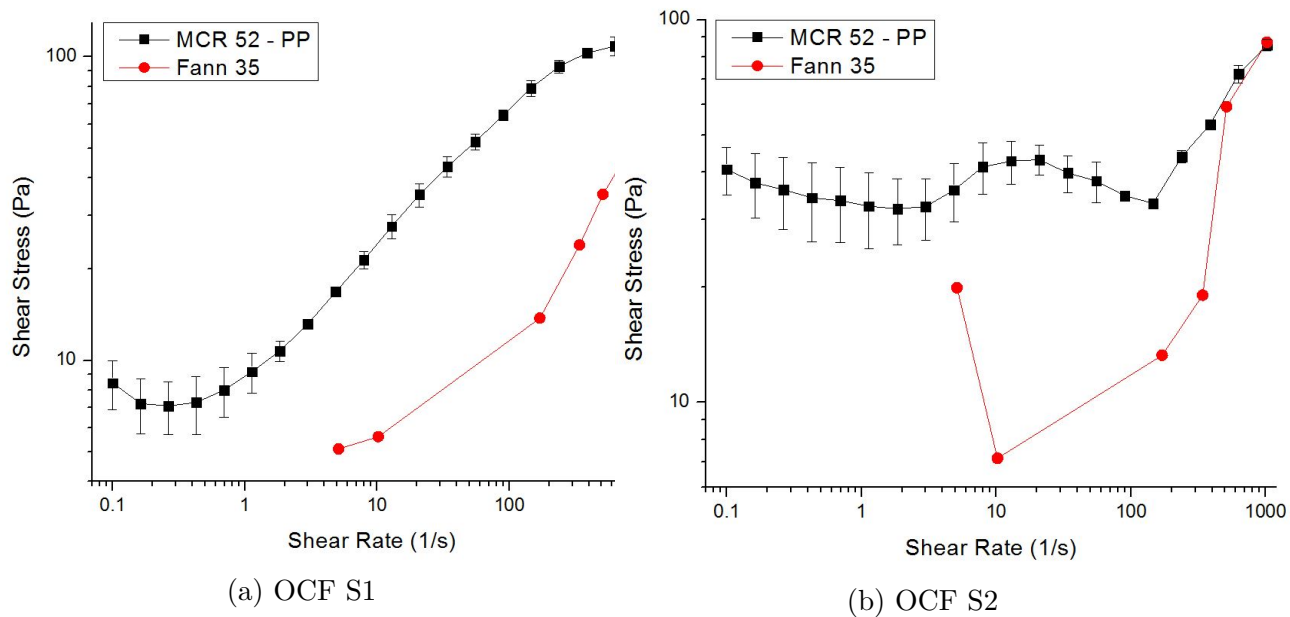 MCR 52 - PP
Fann 35
100
10
Shear Stress (Pa)
0.1 1 10 100
Shear Rate (1/s)
(a) OCF S1
MCR 52 - PP
Fann 35
100
10
Shear Stress (Pa)
0.1 1 10 100 1000
Shear Rate (1/s)
(b) OCF S2